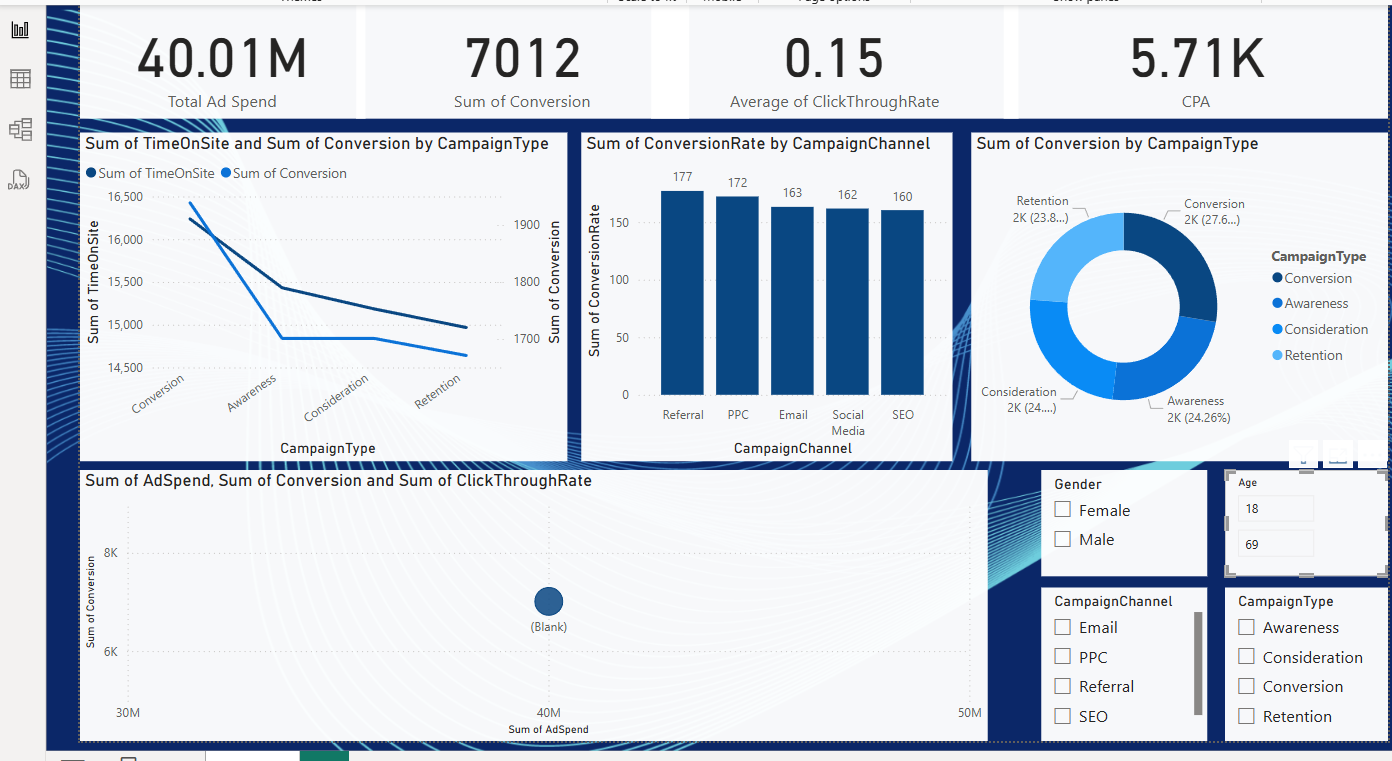 40.01M
Total Ad Spend
7012
Sum of Conversion
0.15
Average of ClickThroughRate
5.71K
CPA
DAX
Sum of TimeOnSite and Sum of Conversion by CampaignType
Sum of TimeOnSite Sum of Conversion
Sum of TimeOnSite
16,500
16,000
15,500
15,000
14,500
1900
1800
1700
Sum of Conversion
Conversion
Awareness
Consideration
Retention
CampaignType
Sum of ConversionRate by CampaignChannel
Sum of ConversionRate
150
100
50
0
177
172
163
162
160
Referral
PPC
Email
Social
Media
SEO
CampaignChannel
Sum of Conversion by CampaignType
Retention
2K (23.8...)
Conversion
2K (27.6...)
Consideration
2K (24....)
Awareness
2K (24.26%)
CampaignType
Conversion
Awareness
Consideration
Retention
Sum of AdSpend, Sum of Conversion and Sum of ClickThroughRate
Sum of Conversion
8K
6K
(Blank)
30M
40M
50M
Sum of AdSpend
Gender
Female
Male
Age
18
69
CampaignChannel
Email
PPC
Referral
SEO
CampaignType
Awareness
Consideration
Conversion
Retention